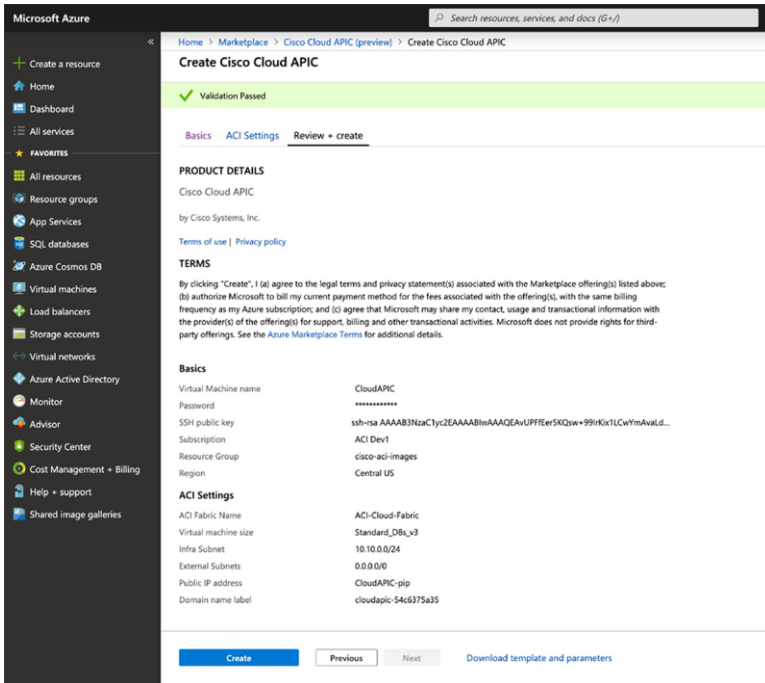 Microsoft Azure
Search resources, services, and docs (G+/)
«
Create a resource
Home
Dashboard
All services
FAVORITES
All resources
Resource groups
App Services
SQL databases
Azure Cosmos DB
Virtual machines
Load balancers
Storage accounts
Virtual networks
Azure Active Directory
Monitor
Advisor
Security Center
Cost Management + Billing
Help + support
Shared image galleries
Home > Marketplace > Cisco Cloud APIC (preview) > Create Cisco Cloud APIC
Create Cisco Cloud APIC
Validation Passed
Basics ACI Settings Review + create
PRODUCT DETAILS
Cisco Cloud APIC
by Cisco Systems, Inc.
Terms of use | Privacy policy
TERMS
By clicking "Create", I (a) agree to the legal terms and privacy statement(s) associated with the Marketplace offering(s) listed above;
(b) authorize Microsoft to bill my current payment method for the fees associated with the offering(s), with the same billing
frequency as my Azure subscription; and (c) agree that Microsoft may share my contact, usage and transactional information with
the provider(s) of the offering(s) for support, billing and other transactional activities. Microsoft does not provide rights for third-
party offerings. See the Azure Marketplace Terms for additional details.
Basics
Virtual Machine name CloudAPIC
Password ************
SSH public key ssh-rsa AAAAB3NzaC1yc2EAAAABIwAAAQEAvUPFfEer5KQsw+99IrKix1LCwYmAvaLd...
Subscription ACI Dev1
Resource Group cisco-aci-images
Region Central US
ACI Settings
ACI Fabric Name ACI-Cloud-Fabric
Virtual machine size Standard_D8s_v3
Infra Subnet 10.10.0.0/24
External Subnets 0.0.0.0/0
Public IP address CloudAPIC-pip
Domain name label cloudapic-54c6375a35
Create Previous Next Download template and parameters